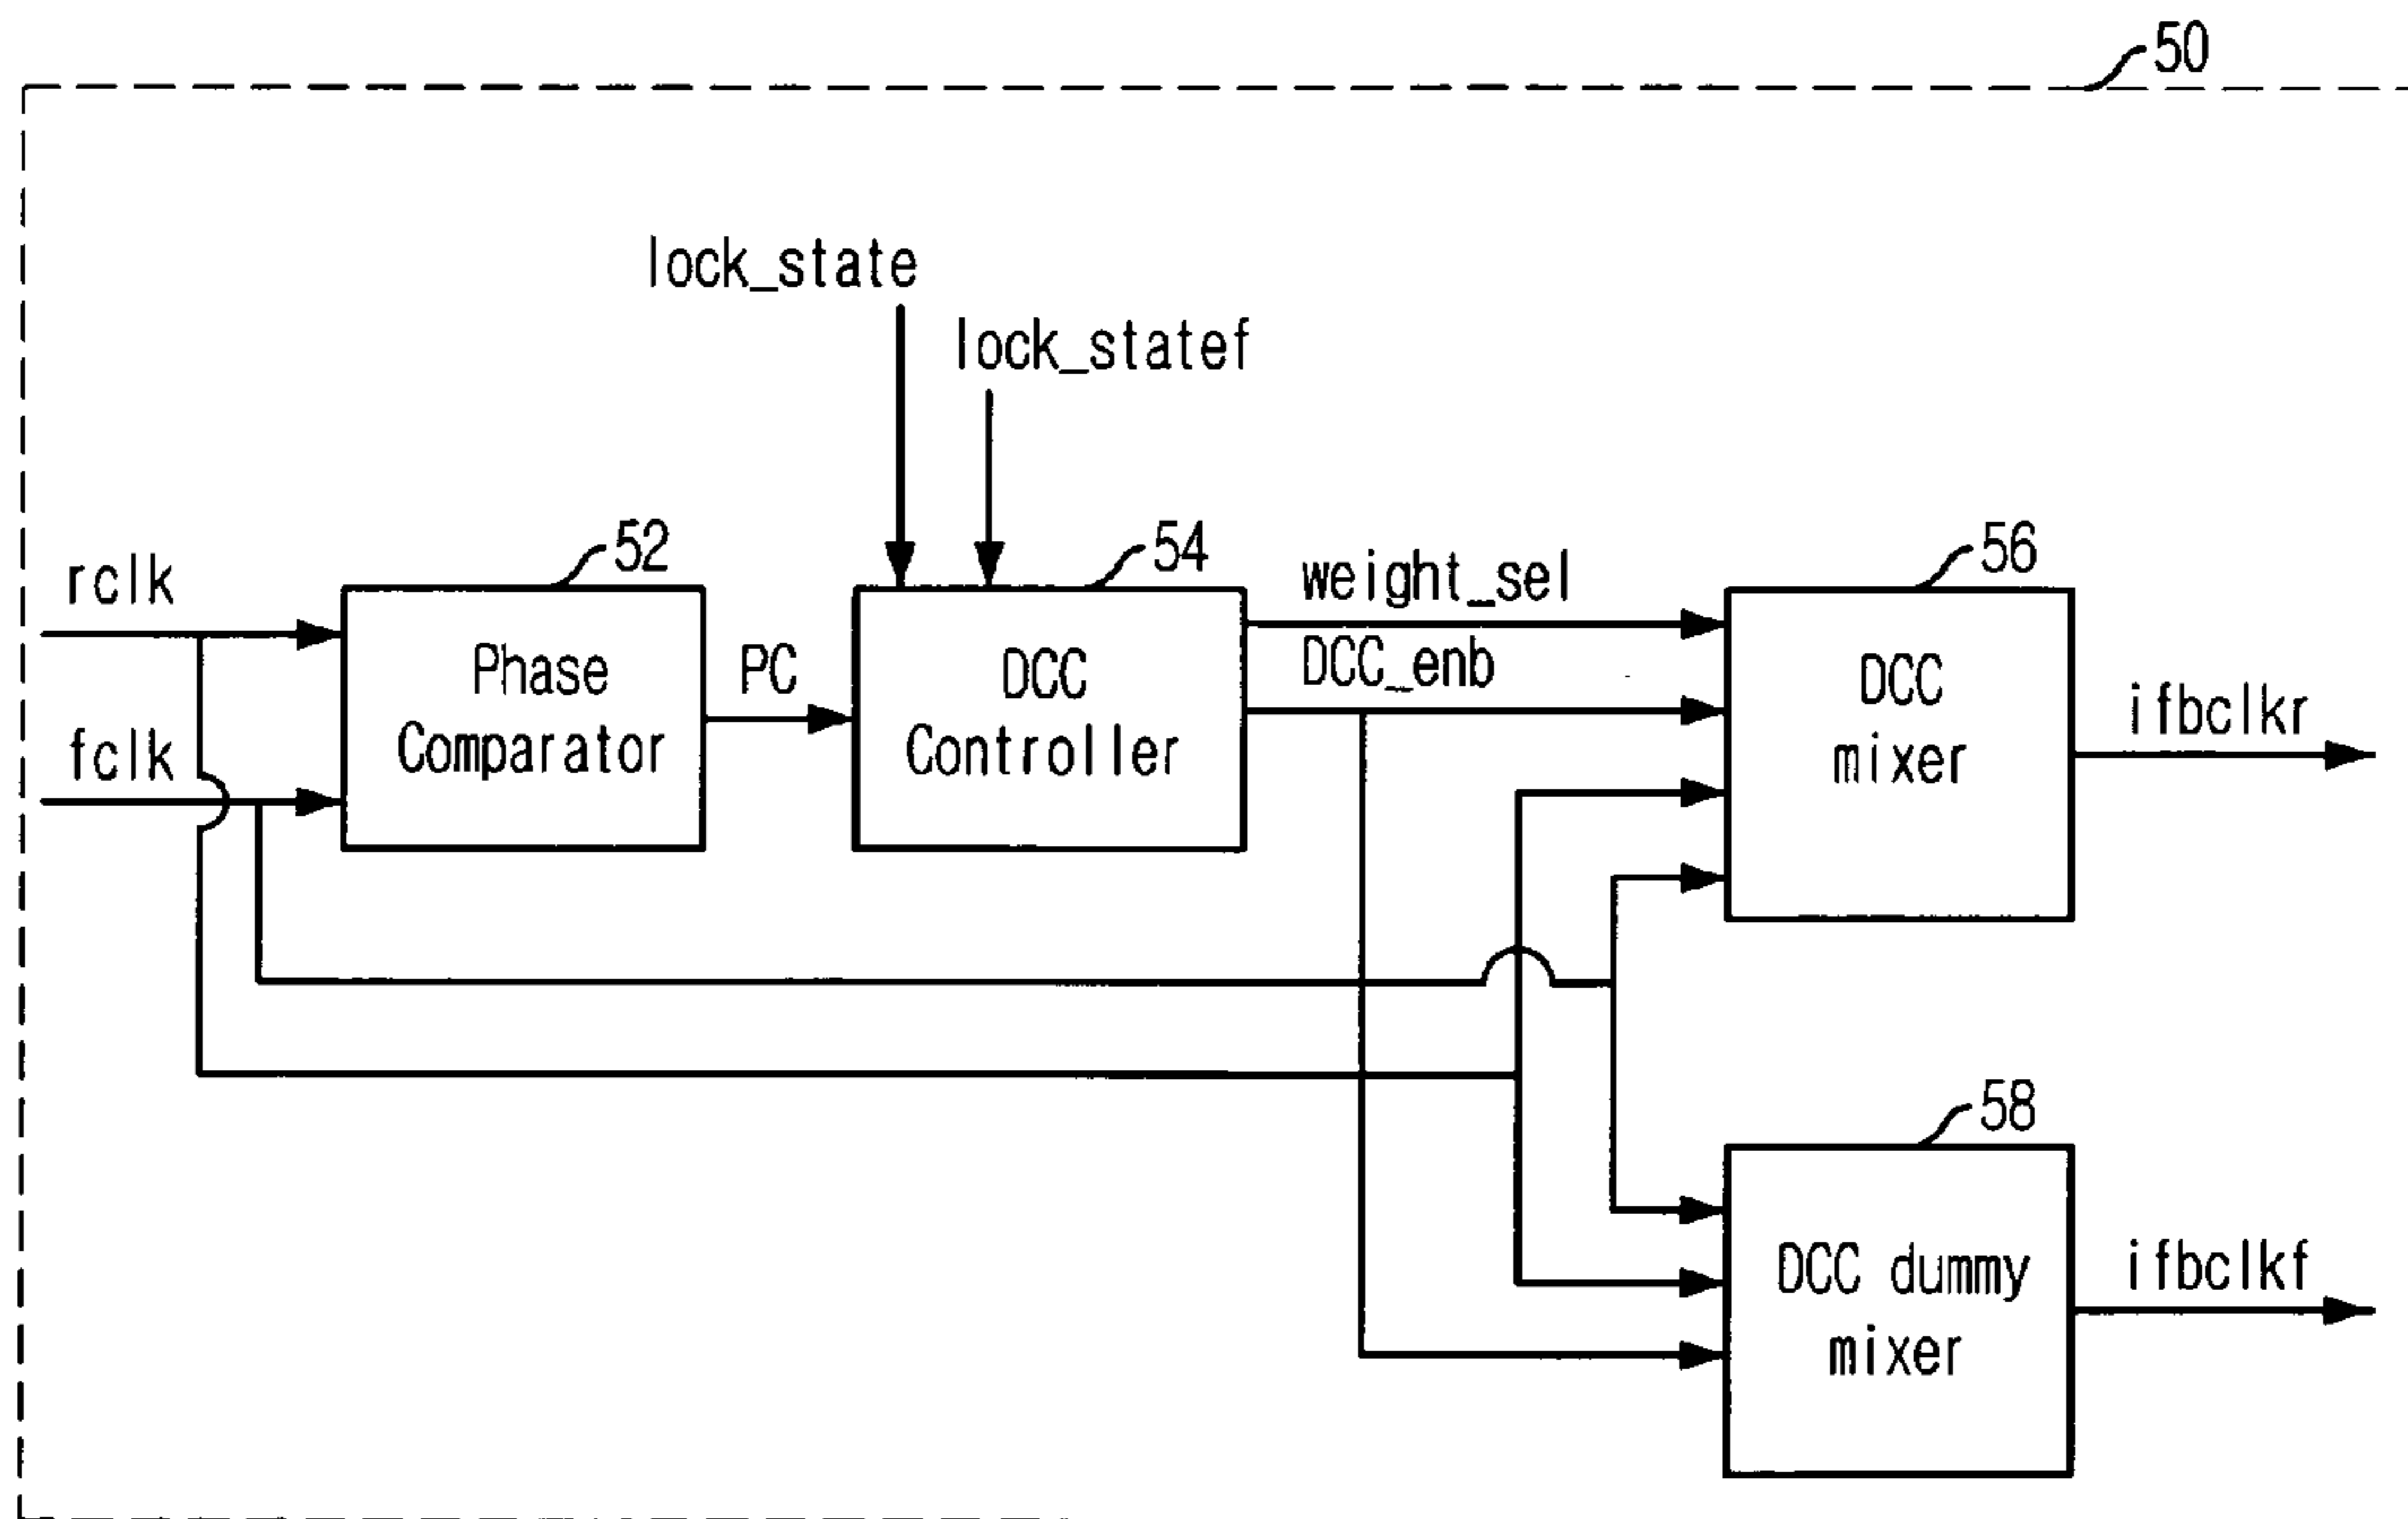 50
lock_state
lock_statef
52
54
56
rclk
weight_sel
Phase
Comparator
PC
DCC
Controller
DCC_enb
DCC
mixer
ifbclkr
fclk
58
DCC dummy
mixer
ifbclkf